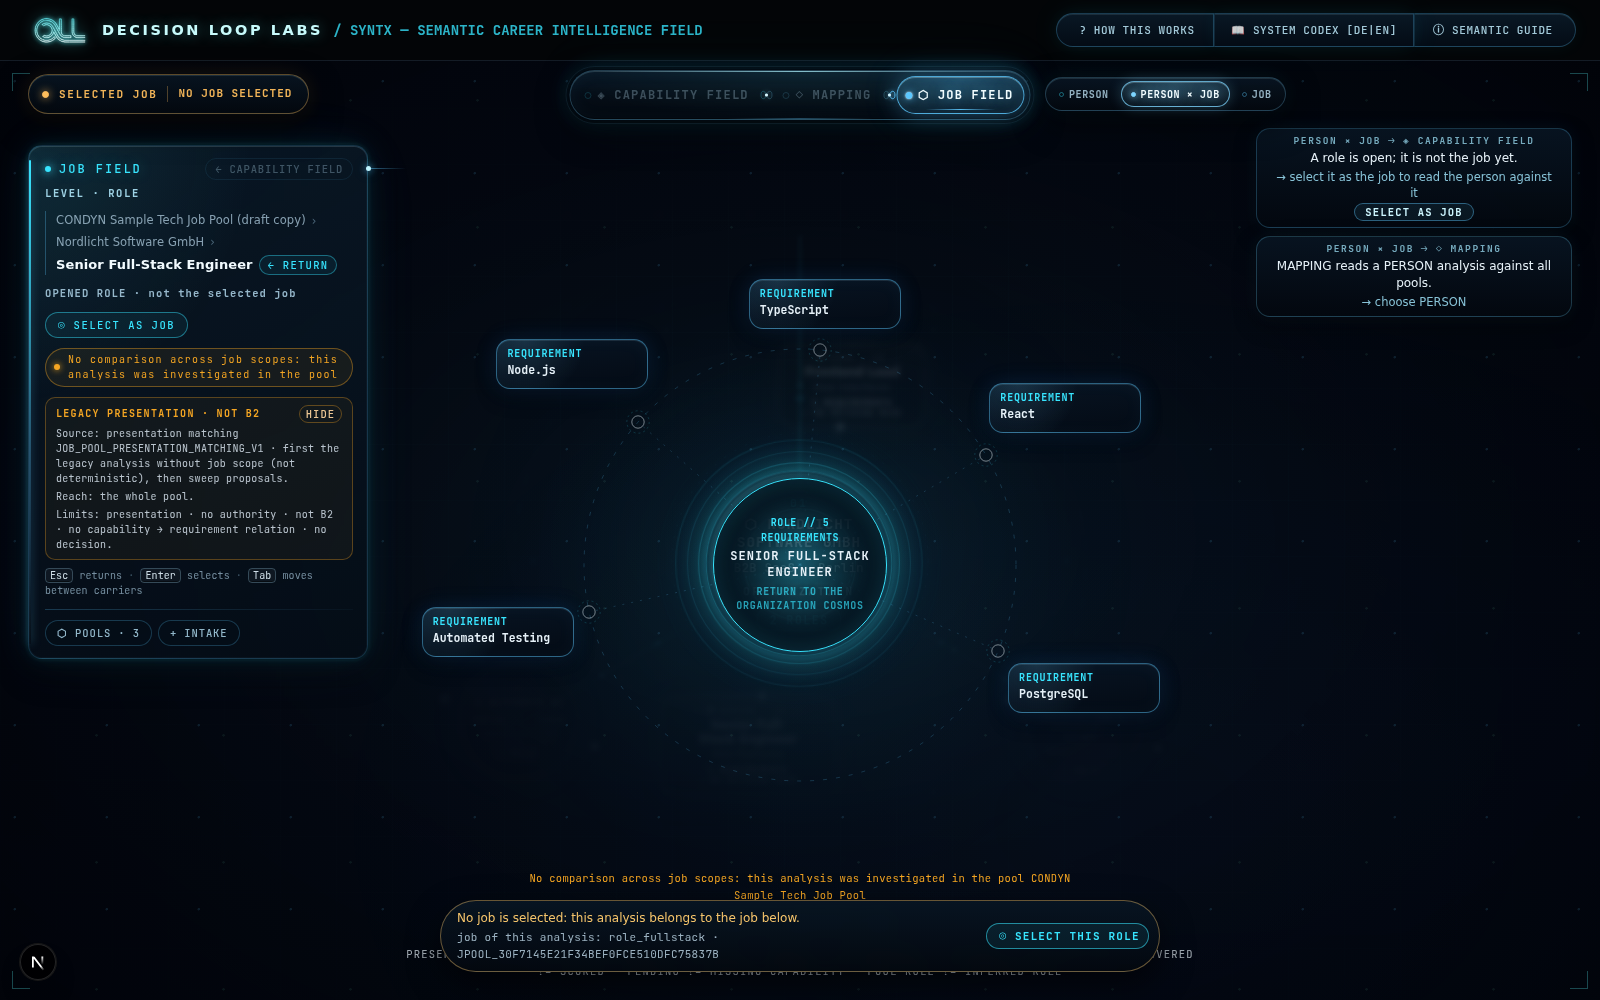 DECISION LOOP LABS / SYNTX — SEMANTIC CAREER INTELLIGENCE FIELD
? HOW THIS WORKS
SYSTEM CODEX [DE|EN]
SEMANTIC GUIDE
SELECTED JOB
NO JOB SELECTED
CAPABILITY FIELD
MAPPING
JOB FIELD
PERSON
PERSON × JOB
JOB
JOB FIELD
← CAPABILITY FIELD
LEVEL · ROLE
CONDYN Sample Tech Job Pool (draft copy) ›
Nordlicht Software GmbH ›
Senior Full-Stack Engineer
← RETURN
OPENED ROLE · not the selected job
◎ SELECT AS JOB
No comparison across job scopes: this
analysis was investigated in the pool
LEGACY PRESENTATION · NOT B2
HIDE
Source: presentation matching
JOB_POOL_PRESENTATION_MATCHING_V1 · first the
legacy analysis without job scope (not
deterministic), then sweep proposals.
Reach: the whole pool.
Limits: presentation · no authority · not B2
· no capability → requirement relation · no
decision.
Esc returns · Enter selects · Tab moves
between carriers
⬡ POOLS · 3
+ INTAKE
PERSON × JOB → ◈ CAPABILITY FIELD
A role is open; it is not the job yet.
→ select it as the job to read the person against
it
SELECT AS JOB
PERSON × JOB → ◇ MAPPING
MAPPING reads a PERSON analysis against all
pools.
→ choose PERSON
REQUIREMENT
TypeScript
REQUIREMENT
Node.js
REQUIREMENT
React
ROLE // 5
REQUIREMENTS
SENIOR FULL-STACK
ENGINEER
RETURN TO THE
ORGANIZATION COSMOS
REQUIREMENT
Automated Testing
REQUIREMENT
PostgreSQL
No comparison across job scopes: this analysis was investigated in the pool CONDYN
Sample Tech Job Pool
No job is selected: this analysis belongs to the job below.
job of this analysis: role_fullstack ·
JPOOL_30F7145E21F34BEF0FCE510DFC75837B
◎ SELECT THIS ROLE